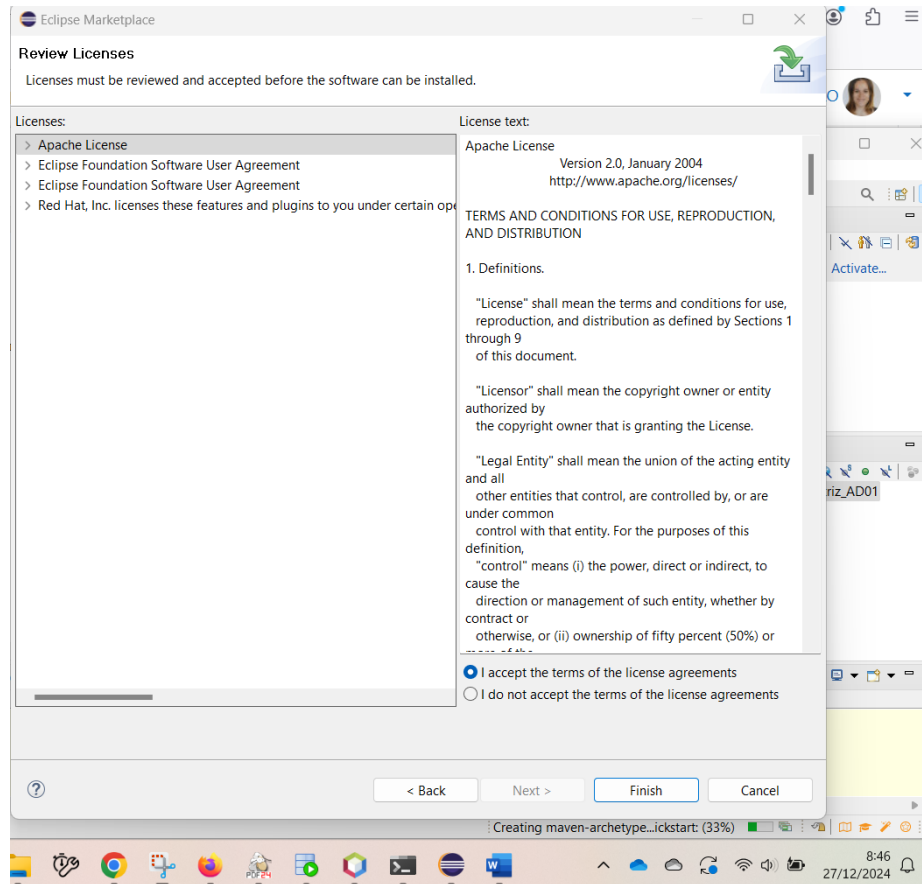 Eclipse Marketplace
Review Licenses
Licenses must be reviewed and accepted before the software can be installed.
Licenses:
Apache License
Eclipse Foundation Software User Agreement
Eclipse Foundation Software User Agreement
Red Hat, Inc. licenses these features and plugins to you under certain ope
License text:
Apache License
Version 2.0, January 2004
http://www.apache.org/licenses/
TERMS AND CONDITIONS FOR USE, REPRODUCTION,
AND DISTRIBUTION
1. Definitions.
"License" shall mean the terms and conditions for use,
reproduction, and distribution as defined by Sections 1
through 9
of this document.
"Licensor" shall mean the copyright owner or entity
authorized by
the copyright owner that is granting the License.
"Legal Entity" shall mean the union of the acting entity
and all
other entities that control, are controlled by, or are
under common
control with that entity. For the purposes of this
definition,
"control" means (i) the power, direct or indirect, to
cause the
direction or management of such entity, whether by
contract or
otherwise, or (ii) ownership of fifty percent (50%) or
I accept the terms of the license agreements
I do not accept the terms of the license agreements
< Back
Next >
Finish
Cancel
O
Activate...
riz_AD01
Creating maven-archetype...ickstart: (33%)
PDF24
8:46
27/12/2024